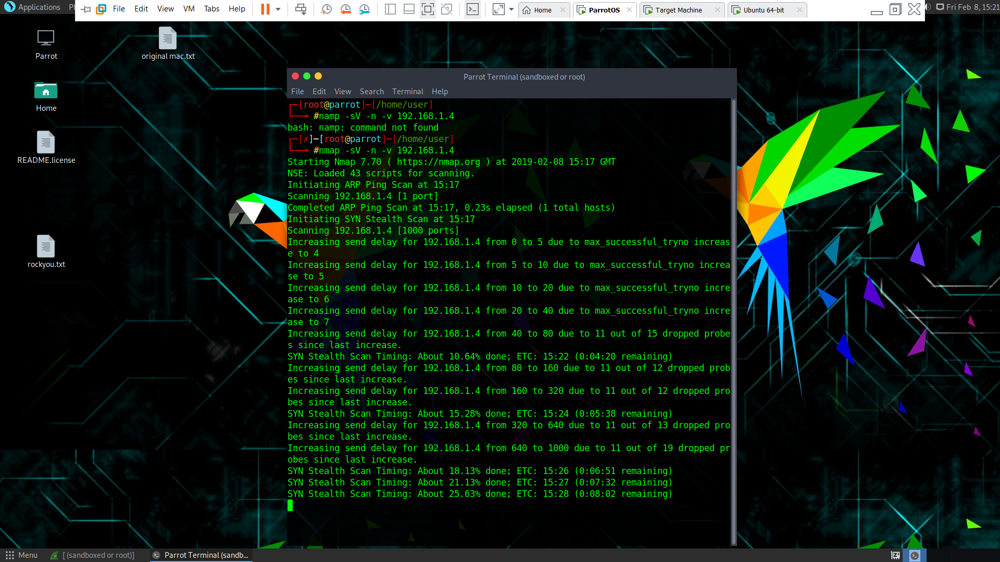 Applications Pl File Edit View VM Tabs Help Home ParrotOS Target Machine Ubuntu 64-bit Fri Feb 8, 15:21
Parrot
original mac.txt
Home
README.license
rockyou.txt
Parrot Terminal (sandboxed or root)
File Edit View Search Terminal Help
┌─[root@parrot]─[/home/user]
└──╼ #namp -sV -n -v 192.168.1.4
bash: namp: command not found
┌─[✗]─[root@parrot]─[/home/user]
└──╼ #nmap -sV -n -v 192.168.1.4
Starting Nmap 7.70 ( https://nmap.org ) at 2019-02-08 15:17 GMT
NSE: Loaded 43 scripts for scanning.
Initiating ARP Ping Scan at 15:17
Scanning 192.168.1.4 [1 port]
Completed ARP Ping Scan at 15:17, 0.23s elapsed (1 total hosts)
Initiating SYN Stealth Scan at 15:17
Scanning 192.168.1.4 [1000 ports]
Increasing send delay for 192.168.1.4 from 0 to 5 due to max_successful_tryno increas
e to 4
Increasing send delay for 192.168.1.4 from 5 to 10 due to max_successful_tryno increa
se to 5
Increasing send delay for 192.168.1.4 from 10 to 20 due to max_successful_tryno incre
ase to 6
Increasing send delay for 192.168.1.4 from 20 to 40 due to max_successful_tryno incre
ase to 7
Increasing send delay for 192.168.1.4 from 40 to 80 due to 11 out of 15 dropped probe
s since last increase.
SYN Stealth Scan Timing: About 10.64% done; ETC: 15:22 (0:04:20 remaining)
Increasing send delay for 192.168.1.4 from 80 to 160 due to 11 out of 12 dropped prob
es since last increase.
Increasing send delay for 192.168.1.4 from 160 to 320 due to 11 out of 12 dropped pro
bes since last increase.
SYN Stealth Scan Timing: About 15.28% done; ETC: 15:24 (0:05:38 remaining)
Increasing send delay for 192.168.1.4 from 320 to 640 due to 11 out of 13 dropped pro
bes since last increase.
Increasing send delay for 192.168.1.4 from 640 to 1000 due to 11 out of 19 dropped pr
obes since last increase.
SYN Stealth Scan Timing: About 18.13% done; ETC: 15:26 (0:06:51 remaining)
SYN Stealth Scan Timing: About 21.13% done; ETC: 15:27 (0:07:32 remaining)
SYN Stealth Scan Timing: About 25.63% done; ETC: 15:28 (0:08:02 remaining)
Menu [ (sandboxed or root)] Parrot Terminal (sandb...